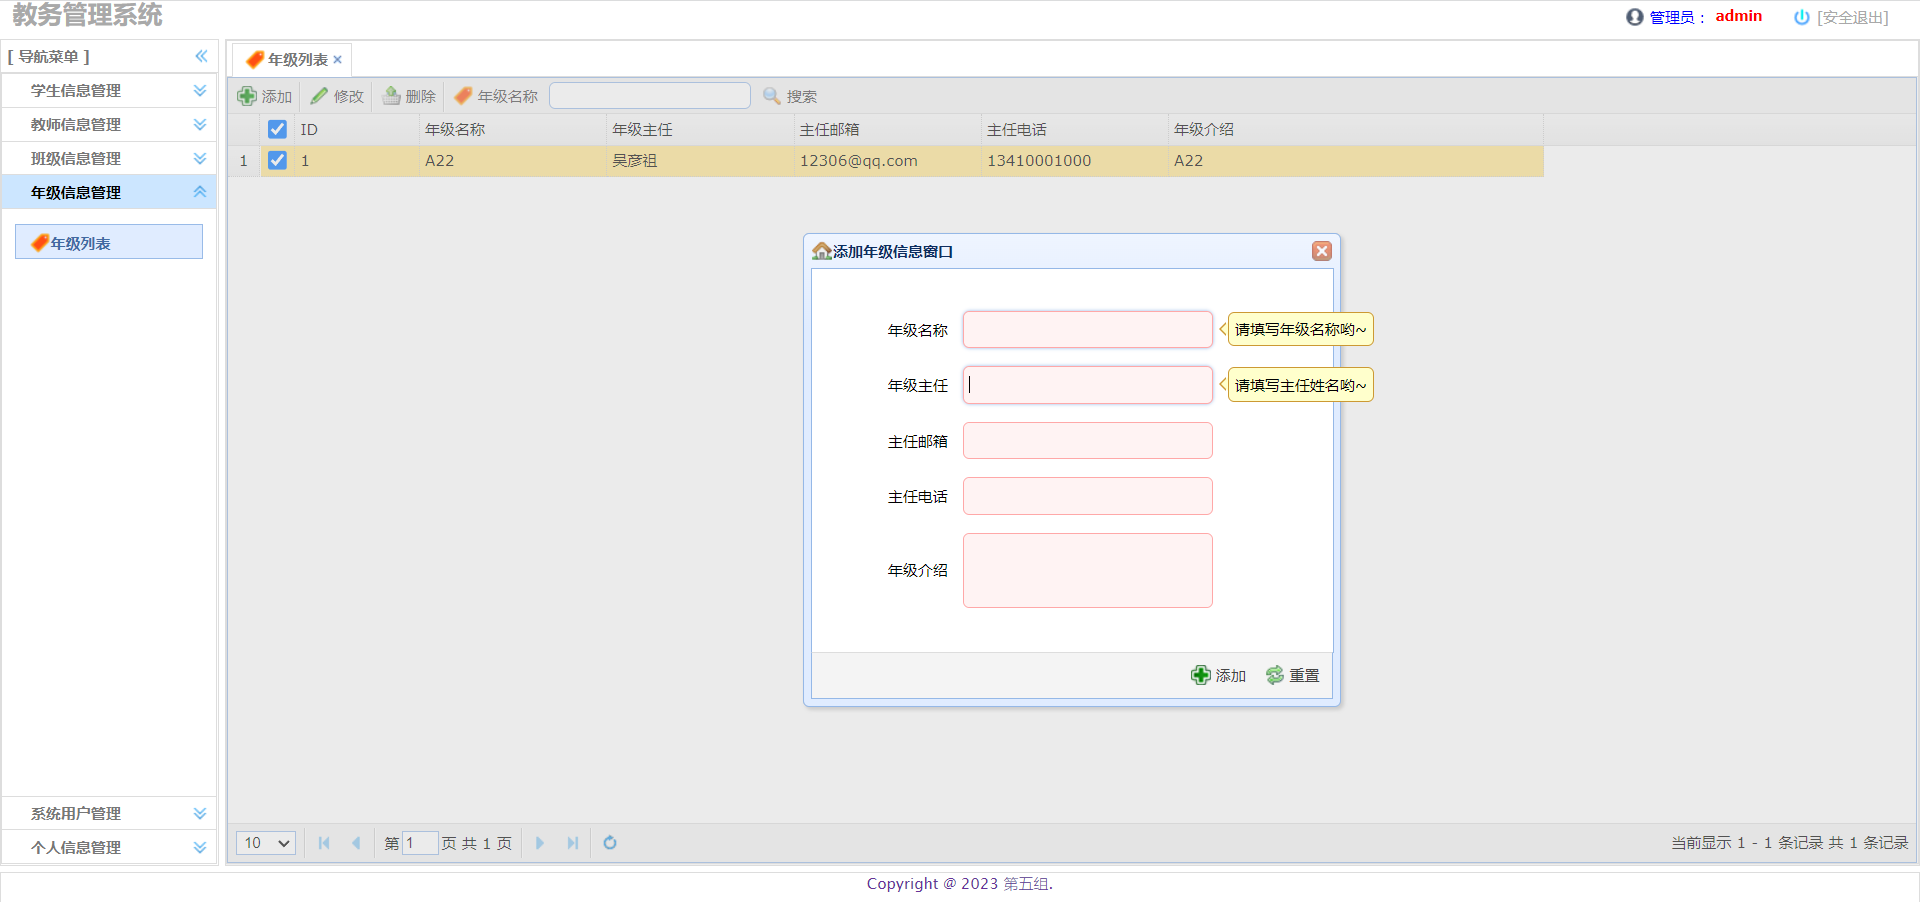 教务管理系统
管理员： admin [安全退出]
[ 导航菜单 ]
学生信息管理
教师信息管理
班级信息管理
年级信息管理
年级列表
系统用户管理
个人信息管理
年级列表
添加 修改 删除 年级名称 搜索
ID 年级名称 年级主任 主任邮箱 主任电话 年级介绍
1 1 A22 吴彦祖 12306@qq.com 13410001000 A22
添加年级信息窗口
年级名称 请填写年级名称哟~
年级主任 请填写主任姓名哟~
主任邮箱
主任电话
年级介绍
添加 重置
10 第 1 页 共 1 页 当前显示 1 - 1 条记录 共 1 条记录
Copyright @ 2023 第五组.